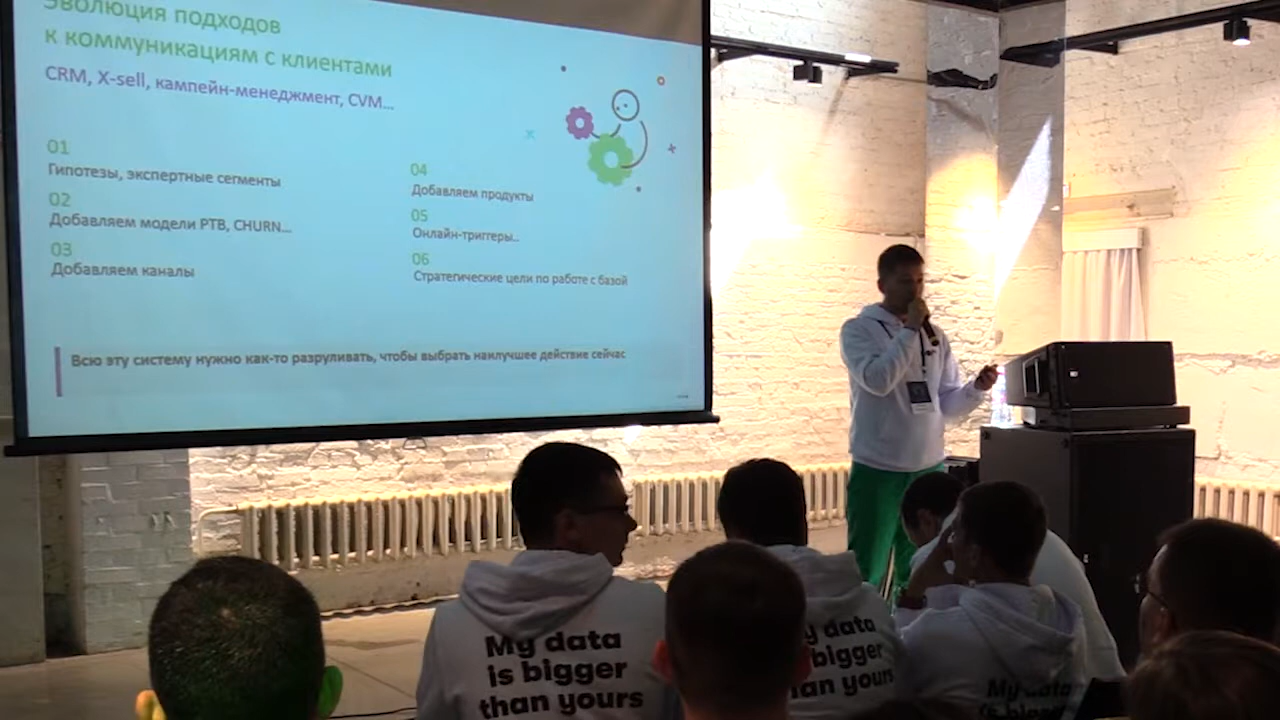 Эволюция подходов
к коммуникациям с клиентами
CRM, X-sell, кампейн-менеджмент, CVM...
01
Гипотезы, экспертные сегменты
02
Добавляем модели PTB, CHURN...
03
Добавляем каналы
04
Добавляем продукты
05
Онлайн-триггеры..
06
Стратегические цели по работе с базой
Всю эту систему нужно как-то разруливать, чтобы выбрать наилучшее действие сейчас
My data
is bigger
than yours
data
bigger
yours
My data
is bigger